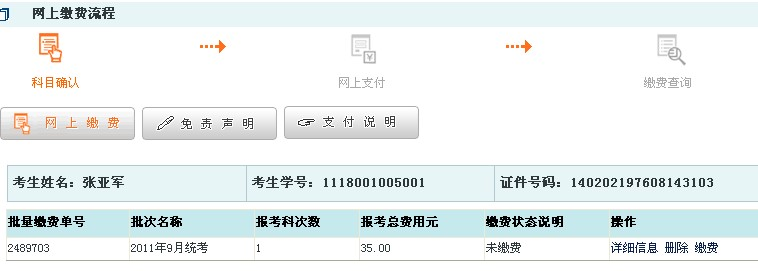 网上缴费流程
科目确认
网上支付
缴费查询
网上缴费 免责声明 支付说明
考生姓名：张亚军 考生学号：1118001005001 证件号码：140202197608143103
批量缴费单号 批次名称 报考科次数 报考总费用元 缴费状态说明 操作
2489703 2011年9月统考 1 35.00 未缴费 详细信息 删除 缴费